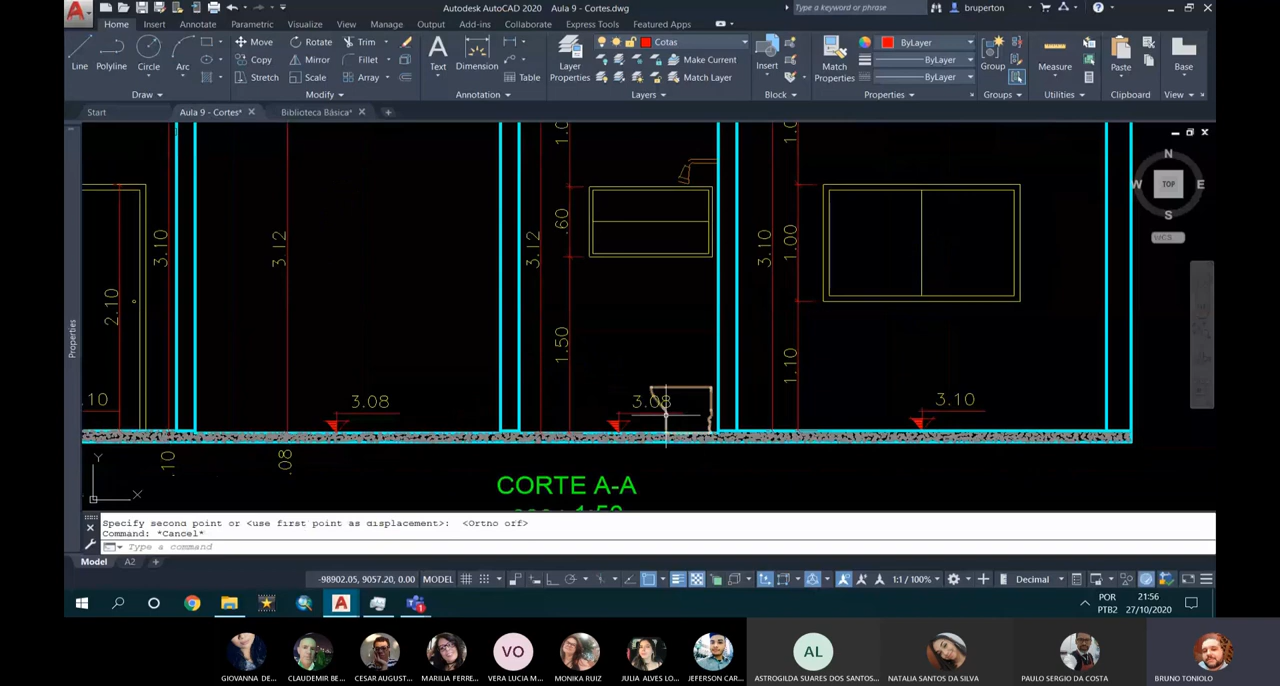 Autodesk AutoCAD 2020 Aula 9 - Cortes.dwg
Type a keyword or phrase
bruperton
Home Insert Annotate Parametric View Manage Output Add-ins Collaborate Express Tools Featured Apps
Line Polyline Circle Arc
Move Rotate Trim
Copy Mirror Fillet
Stretch Scale Array
Text Dimension
Table
Layer Properties
Cotas
Make Current
Match Layer
Insert
Match Properties
ByLayer
ByLayer
ByLayer
Group
Measure
Paste
Base
Draw Modify Annotation Layers Block Properties Groups Utilities Clipboard View
Start Aula 9 - Cortes* Biblioteca Básica*
N
W TOP E
S
WCS
1.0
1.0
.60
1.00
3.10
3.12
3.12
3.10
2.10
1.50
1.10
.10
3.08
3.08
3.10
.10
.08
Y
X
CORTE A-A
Properties
Specify second point or <use first point as displacement>: <Ortho off>
Command: *Cancel*
Type a command
Model A2 +
-98902.05, 9057.20, 0.00 MODEL 1:1 / 100% Decimal
POR
PTB2
21:56
27/10/2020
VO
AL
GIOVANNA DE... CLAUDEMIR BE... CESAR AUGUST... MARILIA FERRE... VERA LUCIA M... MONIKA RUIZ JULIA ALVES LO... JEFERSON CAR... ASTROGILDA SUARES DOS SANTOS... NATALIA SANTOS DA SILVA PAULO SERGIO DA COSTA BRUNO TONIOLO